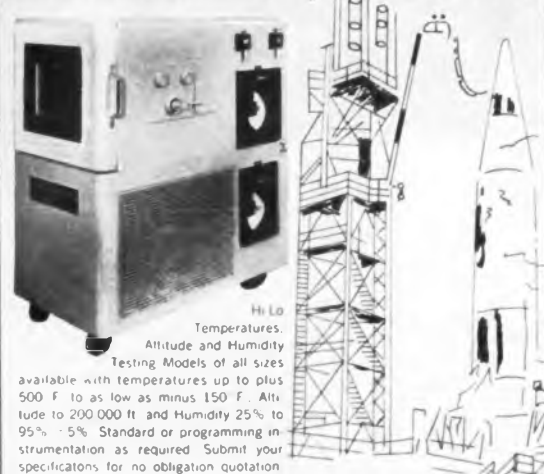 Hi Lo
Temperatures.
Altitude and Humidity
Testing Models of all sizes
available with temperatures up to plus
500 F to as low as minus 150 F. Alti
tude to 200.000 ft and Humidity 25% to
95% - 5% Standard or programming in
strumentation as required Submit your
specificatons for no obligation quotation